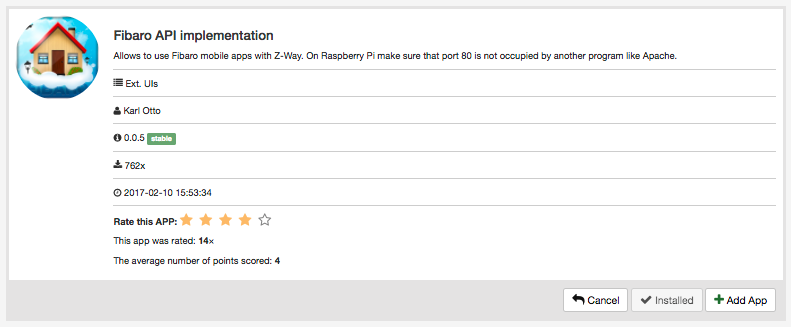 Fibaro API implementation
Allows to use Fibaro mobile apps with Z-Way. On Raspberry Pi make sure that port 80 is not occupied by another program like Apache.
Ext. UIs
Karl Otto
0.0.5 stable
762x
2017-02-10 15:53:34
Rate this APP:
This app was rated: 14×
The average number of points scored: 4
Cancel Installed Add App